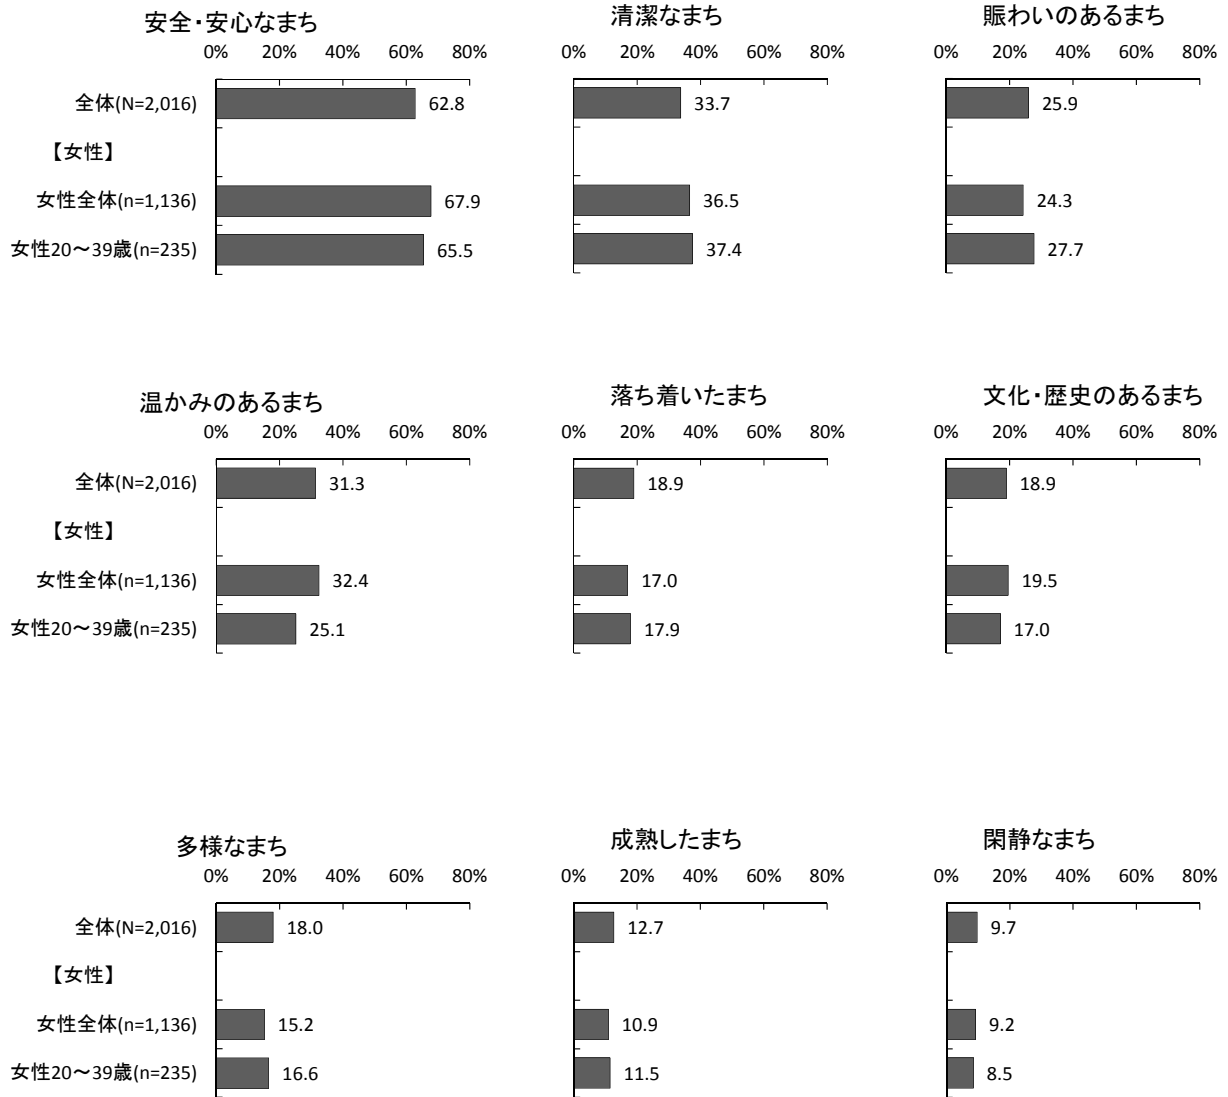 安全・安心なまち
0% 20% 40% 60% 80%
全体(N=2,016) 62.8
【女性】
女性全体(n=1,136) 67.9
女性20～39歳(n=235) 65.5
清潔なまち
0% 20% 40% 60% 80%
33.7
36.5
37.4
賑わいのあるまち
0% 20% 40% 60% 80%
25.9
24.3
27.7
温かみのあるまち
0% 20% 40% 60% 80%
全体(N=2,016) 31.3
【女性】
女性全体(n=1,136) 32.4
女性20～39歳(n=235) 25.1
落ち着いたまち
0% 20% 40% 60% 80%
18.9
17.0
17.9
文化・歴史のあるまち
0% 20% 40% 60% 80%
18.9
19.5
17.0
多様なまち
0% 20% 40% 60% 80%
全体(N=2,016) 18.0
【女性】
女性全体(n=1,136) 15.2
女性20～39歳(n=235) 16.6
成熟したまち
0% 20% 40% 60% 80%
12.7
10.9
11.5
閑静なまち
0% 20% 40% 60% 80%
9.7
9.2
8.5